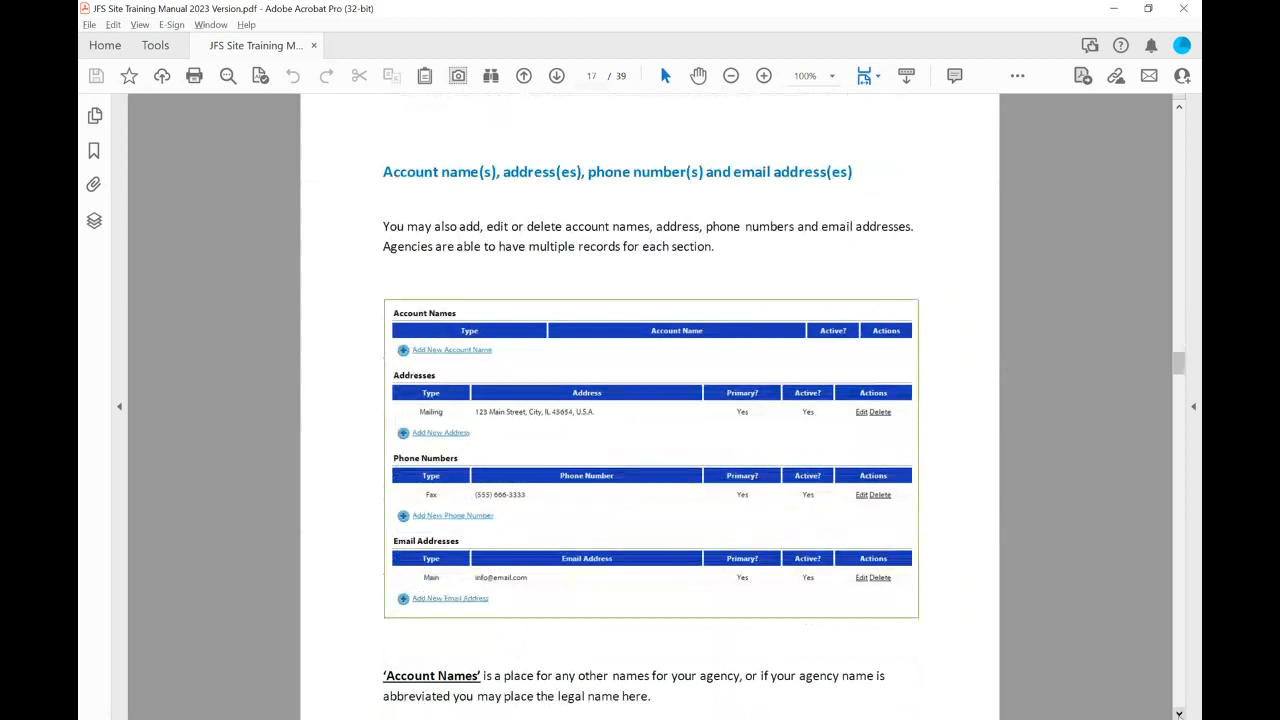 JFS Site Training Manual 2023 Version.pdf - Adobe Acrobat Pro (32-bit)
File Edit View E-Sign Window Help
Home Tools JFS Site Training M... ×
17 / 39 100%
Account name(s), address(es), phone number(s) and email address(es)
You may also add, edit or delete account names, address, phone numbers and email addresses.
Agencies are able to have multiple records for each section.
Account Names
Type Account Name Active? Actions
Add New Account Name
Addresses
Type Address Primary? Active? Actions
Mailing 123 Main Street, City, IL 43654, U.S.A. Yes Yes Edit Delete
Add New Address
Phone Numbers
Type Phone Number Primary? Active? Actions
Fax (555) 666-3333 Yes Yes Edit Delete
Add New Phone Number
Email Addresses
Type Email Address Primary? Active? Actions
Main info@email.com Yes Yes Edit Delete
Add New Email Address
‘Account Names’ is a place for any other names for your agency, or if your agency name is
abbreviated you may place the legal name here.